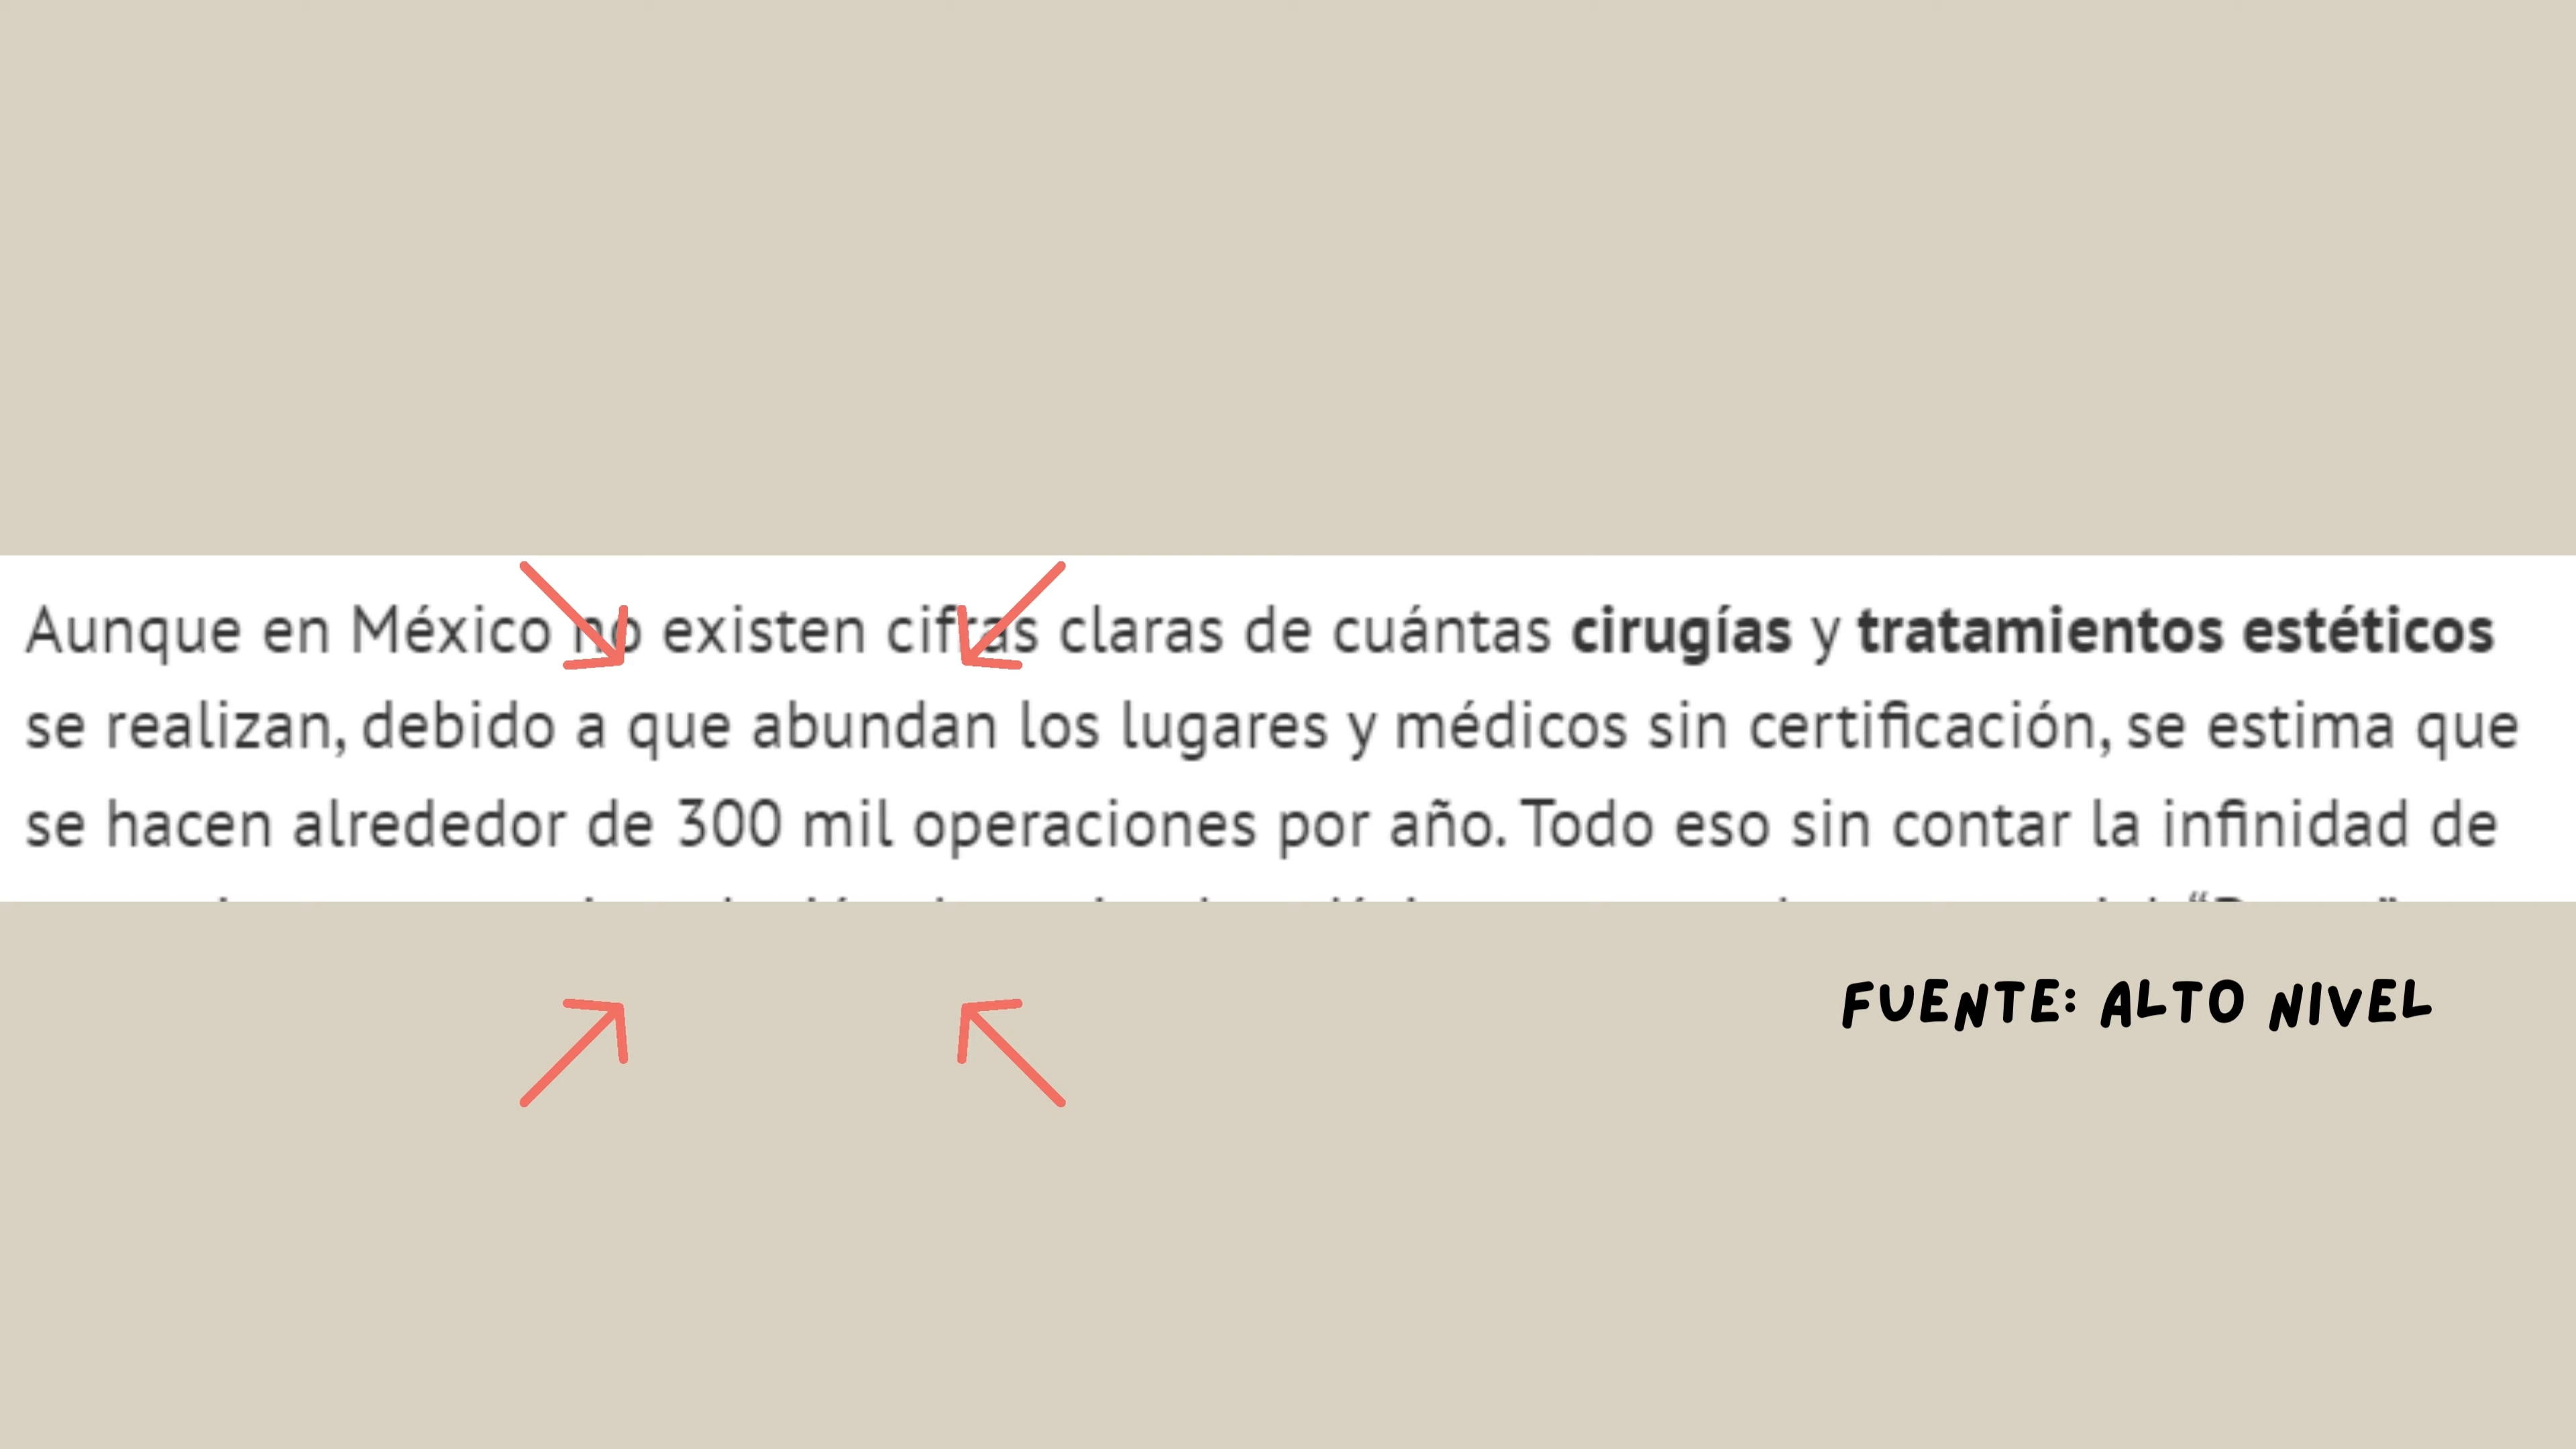 Aunque en México no existen cifras claras de cuántas cirugías y tratamientos estéticos
se realizan, debido a que abundan los lugares y médicos sin certificación, se estima que
se hacen alrededor de 300 mil operaciones por año. Todo eso sin contar la infinidad de
FUENTE: ALTO NIVEL